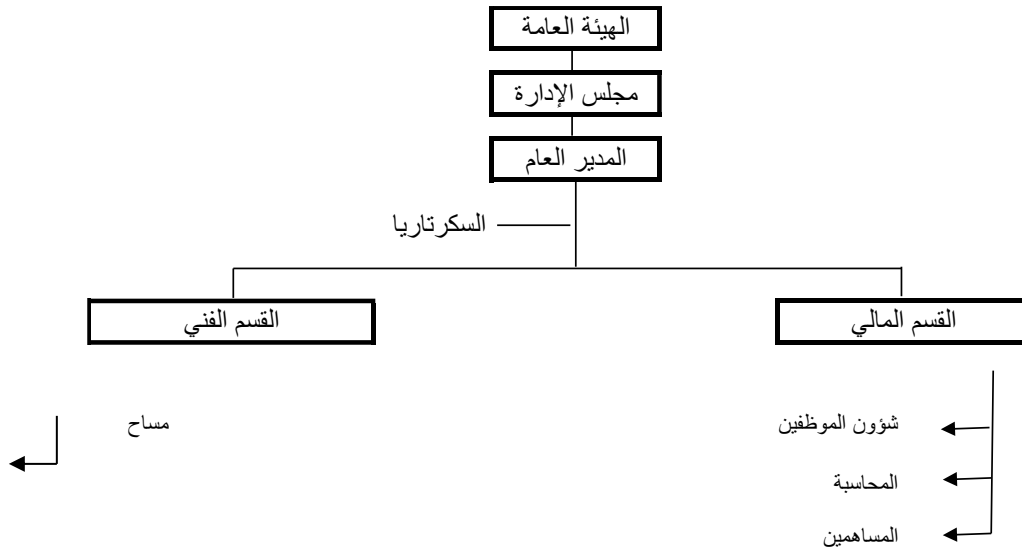 الهيئة العامة
مجلس الإدارة
المدير العام
السكرتاريا
القسم المالي
القسم الفني
شؤون الموظفين
مساح
المحاسبة
المساهمين